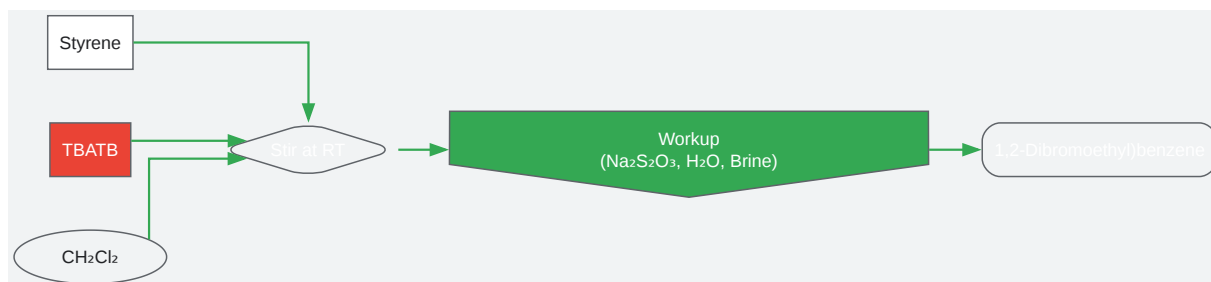 Styrene
TBATB
CH₂Cl₂
Stir at RT
Workup
(Na₂S₂O₃, H₂O, Brine)
1,2-Dibromoethyl)benzene